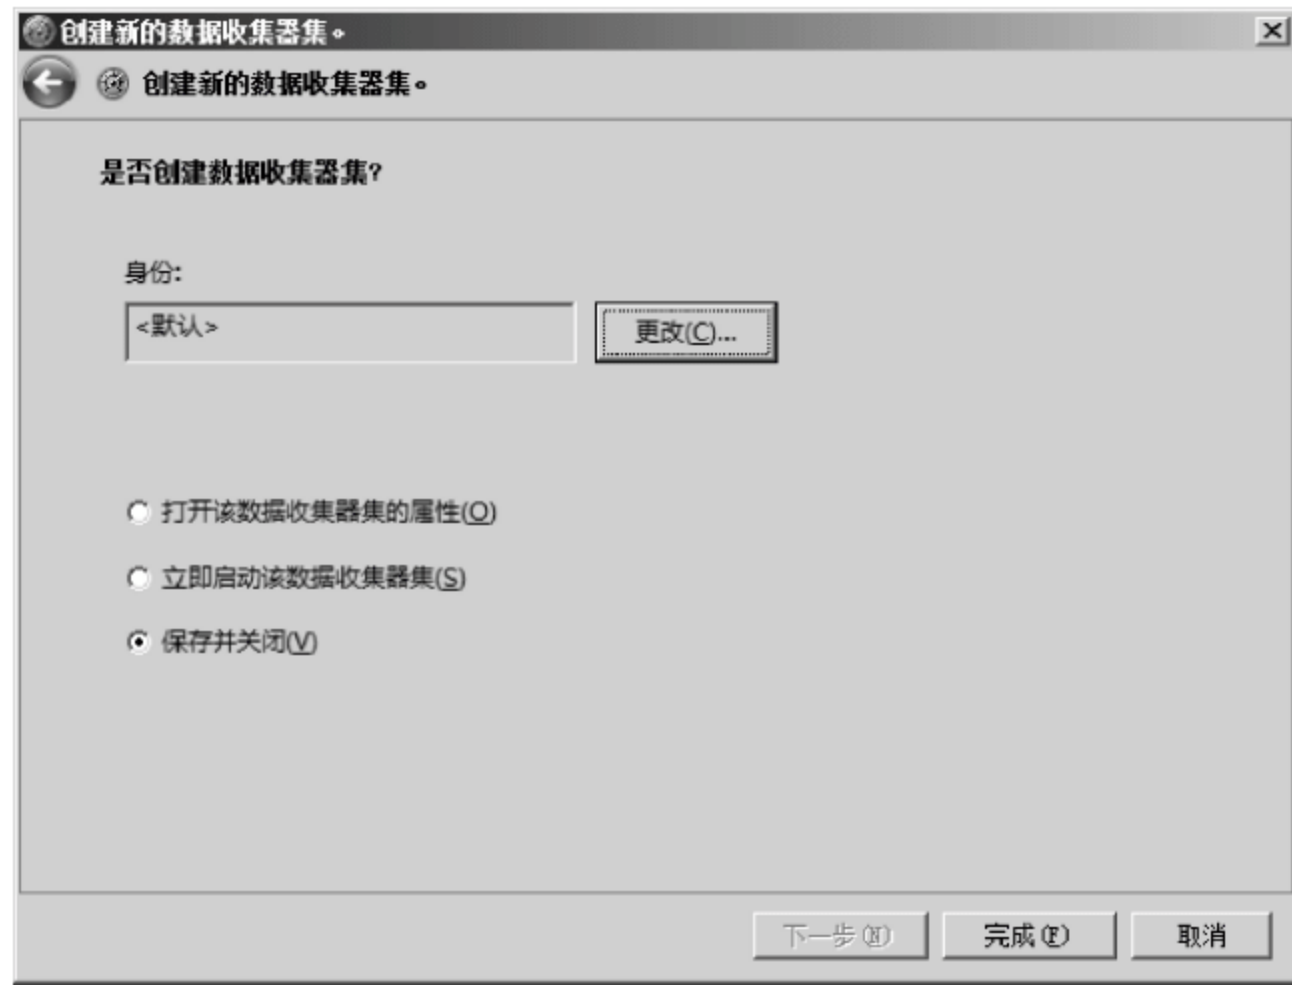 创建新的数据收集器集。
创建新的数据收集器集。
是否创建数据收集器集?
身份:
<默认>
更改(C)...
打开该数据收集器集的属性(O)
立即启动该数据收集器集(S)
保存并关闭(V)
下一步(N) 完成(F) 取消